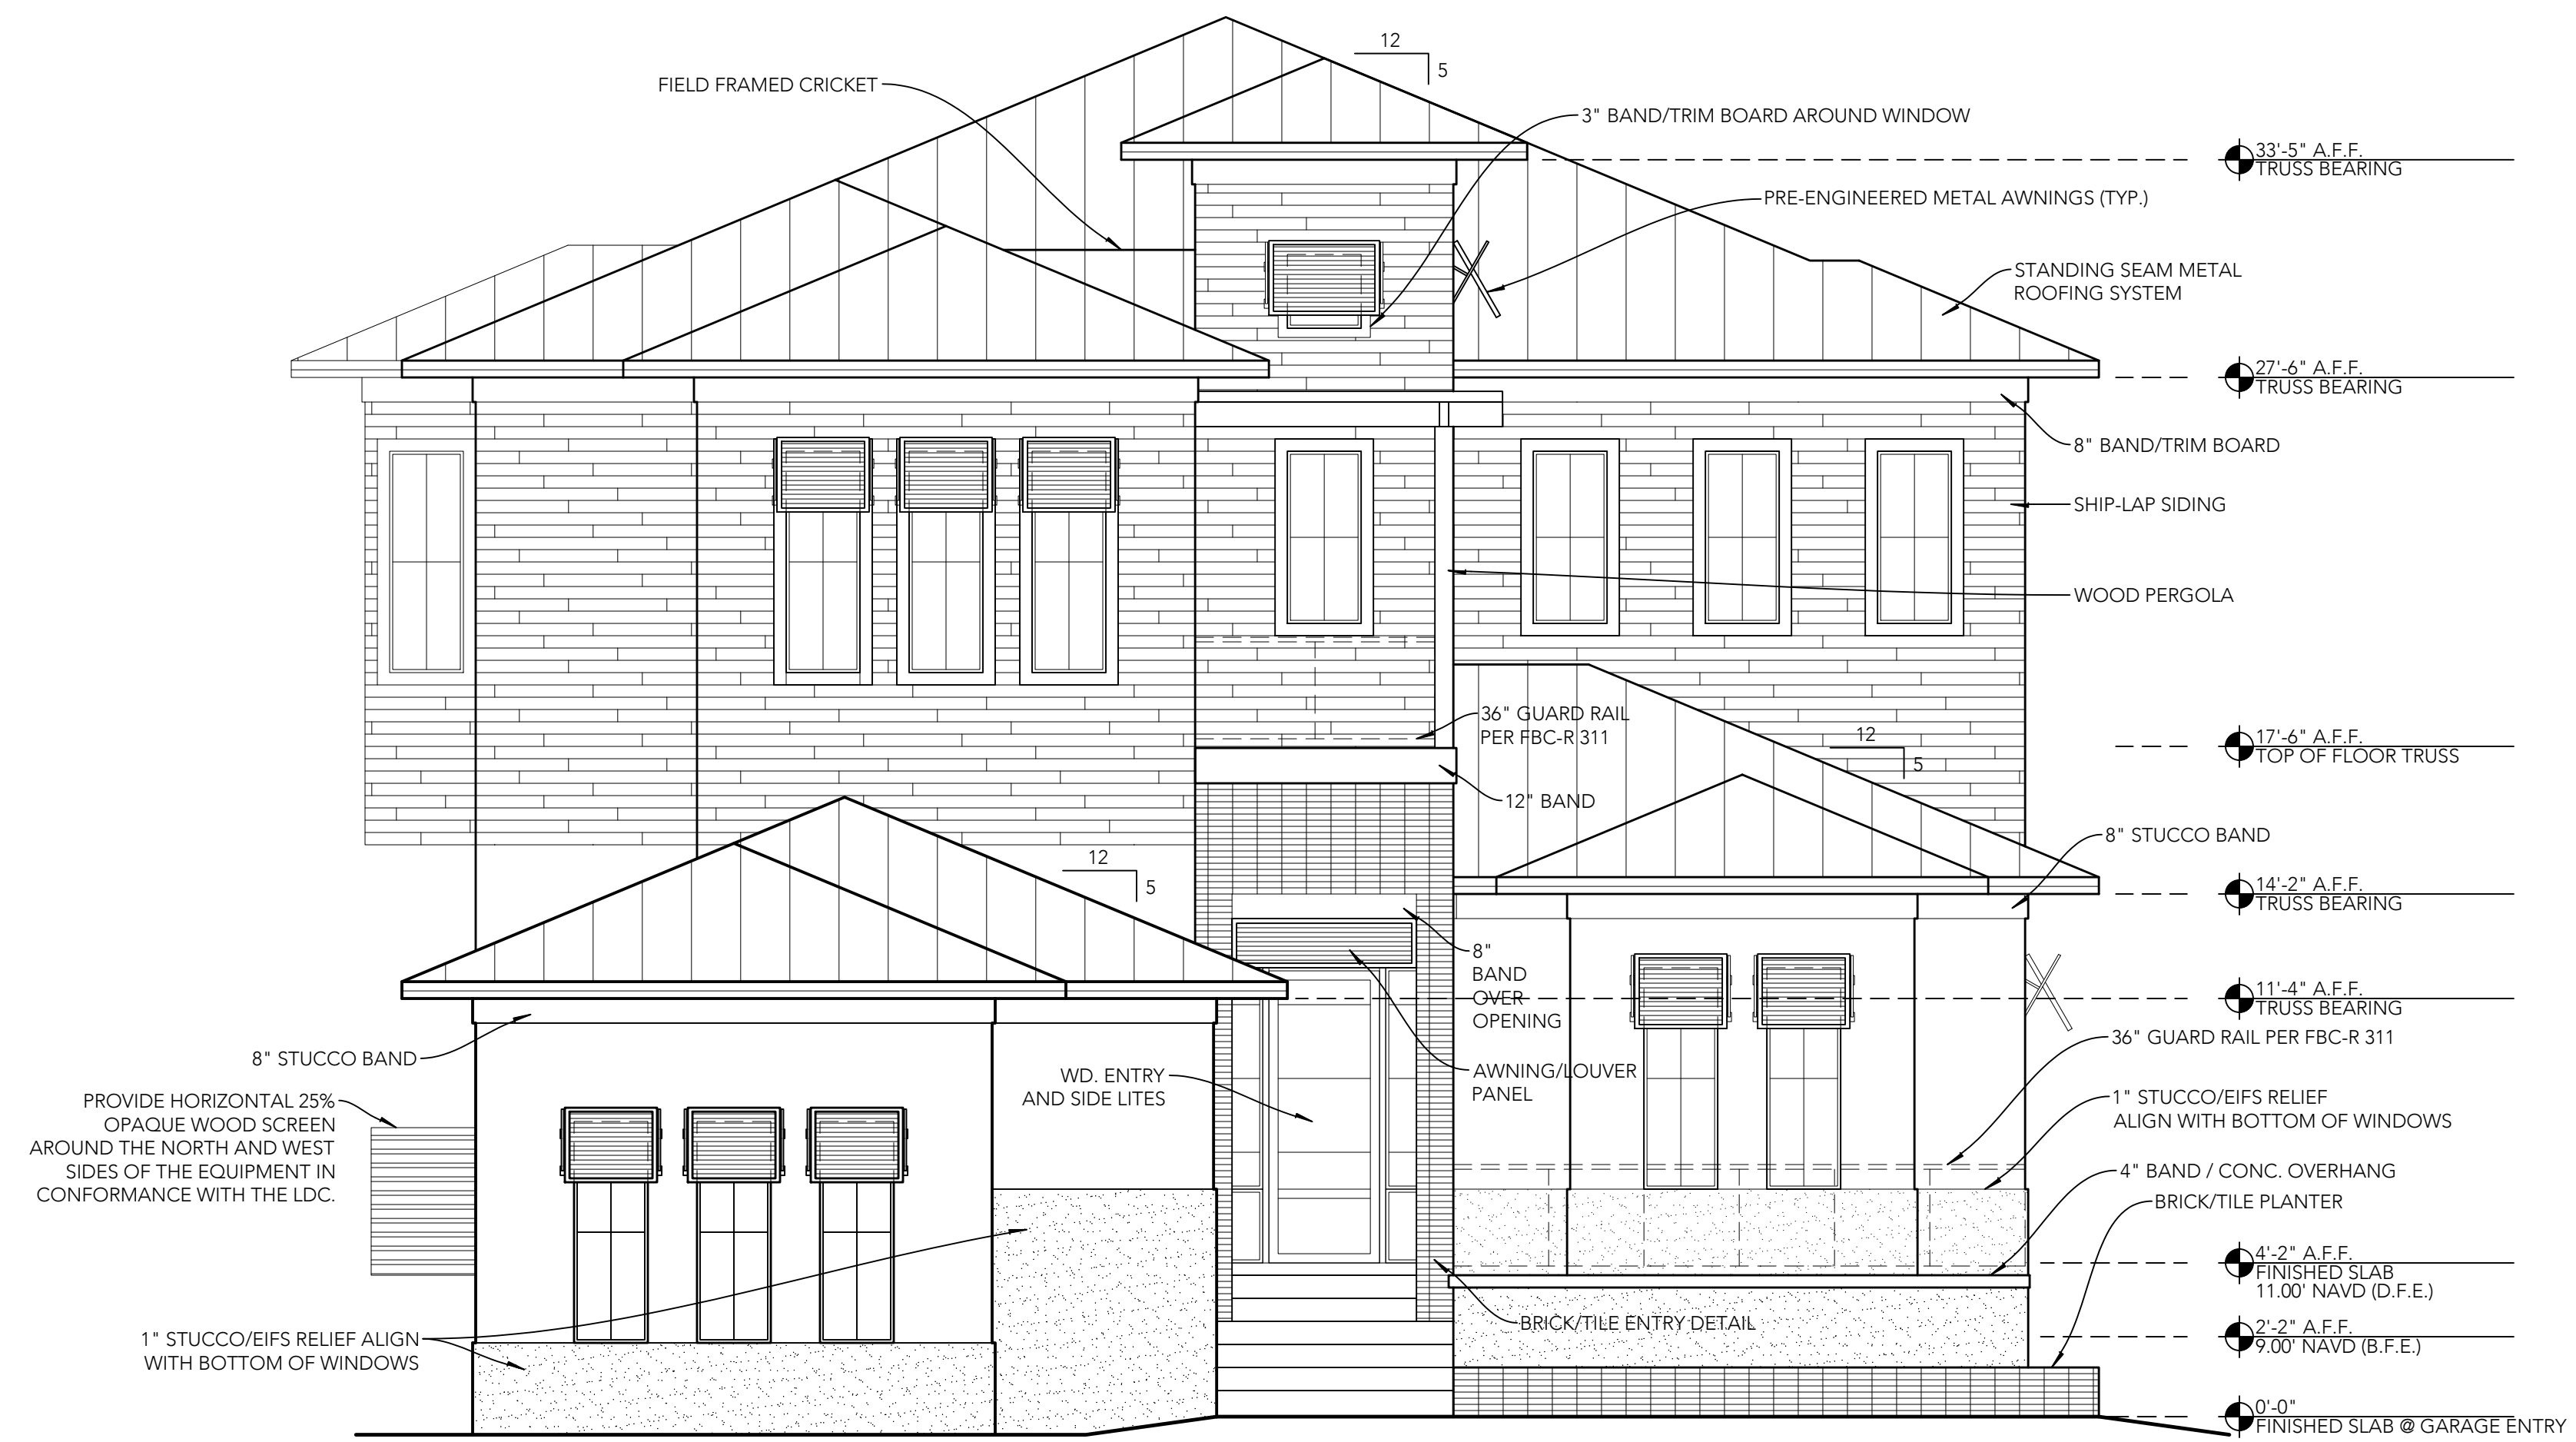 12
5
FIELD FRAMED CRICKET
3" BAND/TRIM BOARD AROUND WINDOW
33'-5" A.F.F.
TRUSS BEARING
PRE-ENGINEERED METAL AWNINGS (TYP.)
STANDING SEAM METAL
ROOFING SYSTEM
27'-6" A.F.F.
TRUSS BEARING
8" BAND/TRIM BOARD
SHIP-LAP SIDING
WOOD PERGOLA
36" GUARD RAIL
PER FBC-R 311
12
5
17'-6" A.F.F.
TOP OF FLOOR TRUSS
12" BAND
8" STUCCO BAND
12
5
14'-2" A.F.F.
TRUSS BEARING
8"
BAND
OVER
OPENING
11'-4" A.F.F.
TRUSS BEARING
36" GUARD RAIL PER FBC-R 311
8" STUCCO BAND
WD. ENTRY
AND SIDE LITES
AWNING/LOUVER
PANEL
PROVIDE HORIZONTAL 25%
OPAQUE WOOD SCREEN
AROUND THE NORTH AND WEST
SIDES OF THE EQUIPMENT IN
CONFORMANCE WITH THE LDC.
1" STUCCO/EIFS RELIEF
ALIGN WITH BOTTOM OF WINDOWS
4" BAND / CONC. OVERHANG
BRICK/TILE PLANTER
4'-2" A.F.F.
FINISHED SLAB
11.00' NAVD (D.F.E.)
BRICK/TILE ENTRY DETAIL
2'-2" A.F.F.
9.00' NAVD (B.F.E.)
1" STUCCO/EIFS RELIEF ALIGN
WITH BOTTOM OF WINDOWS
0'-0"
FINISHED SLAB @ GARAGE ENTRY